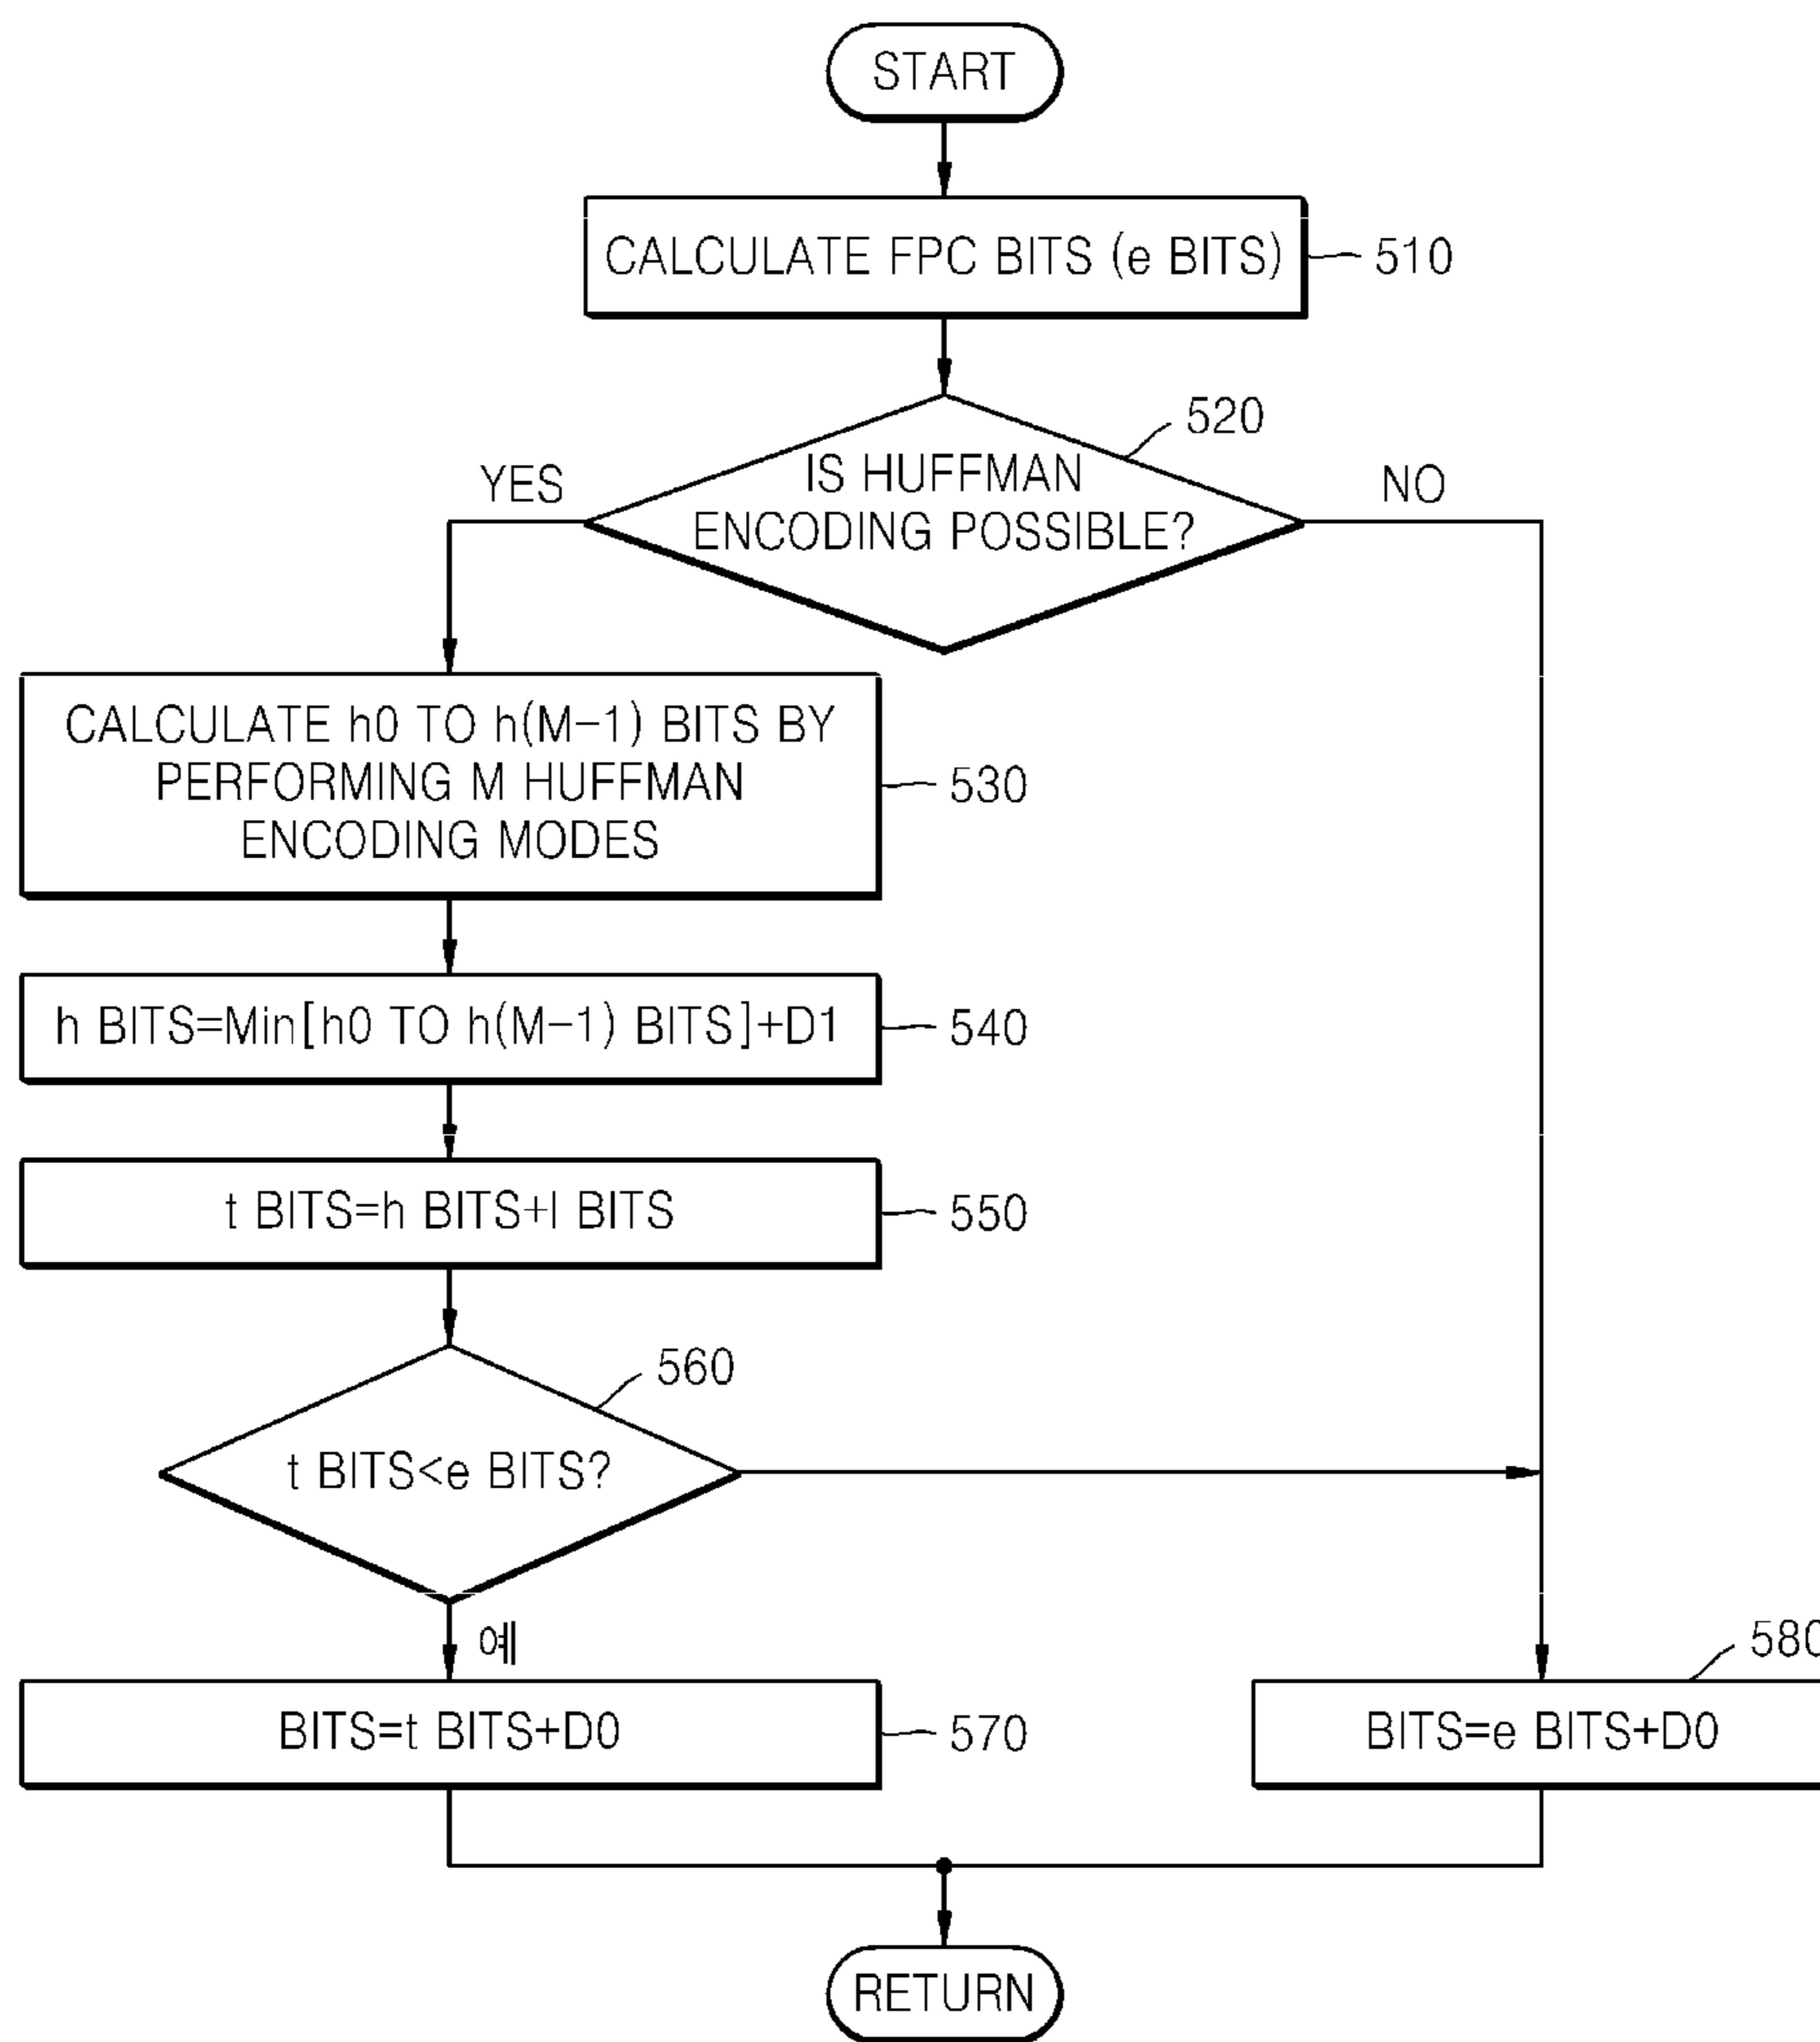 START
CALCULATE FPC BITS (e BITS)
510
520
YES
IS HUFFMAN
ENCODING POSSIBLE?
NO
CALCULATE h0 TO h(M-1) BITS BY
PERFORMING M HUFFMAN
ENCODING MODES
530
h BITS=Min[h0 TO h(M-1) BITS]+D1
540
t BITS=h BITS+l BITS
550
560
t BITS<e BITS?
예
580
BITS=t BITS+D0
570
BITS=e BITS+D0
RETURN